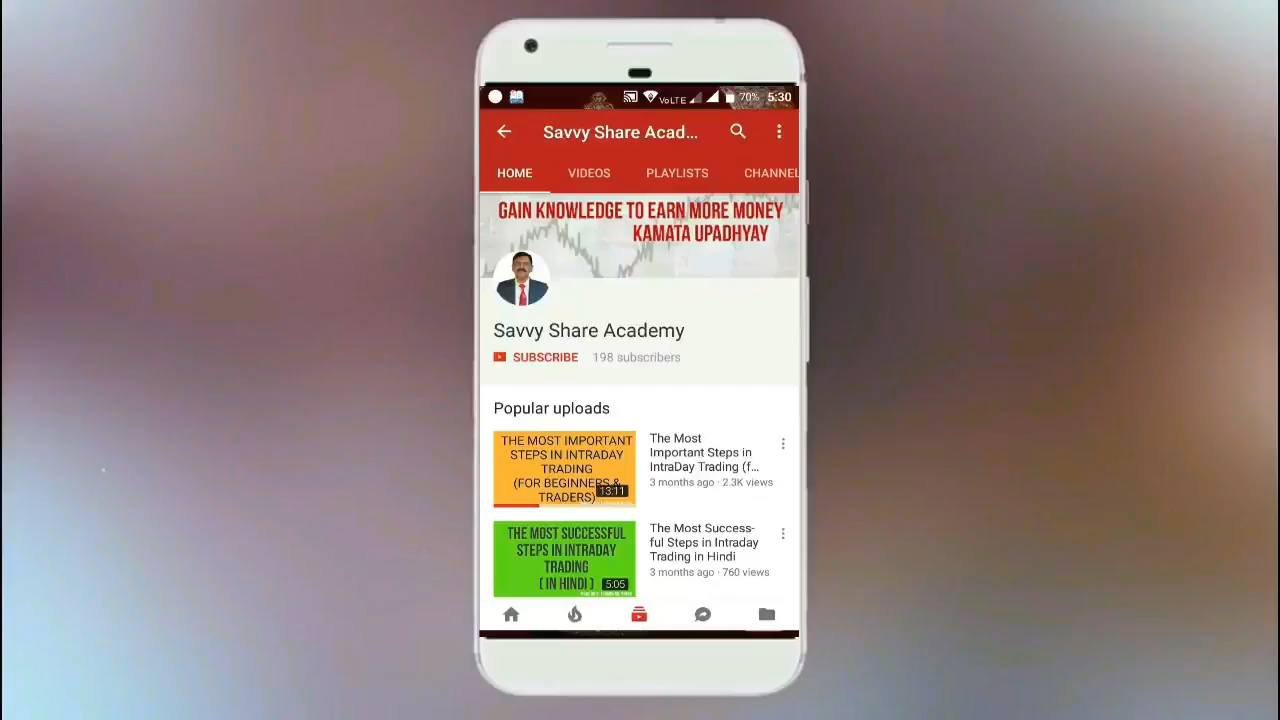 VoLTE 70% 5:30
Savvy Share Acad...
HOME VIDEOS PLAYLISTS CHANNEL
GAIN KNOWLEDGE TO EARN MORE MONEY
KAMATA UPADHYAY
Savvy Share Academy
SUBSCRIBE 198 subscribers
Popular uploads
THE MOST IMPORTANT
STEPS IN INTRADAY
TRADING
(FOR BEGINNERS &
TRADERS)
13:11
The Most
Important Steps in
IntraDay Trading (f...
3 months ago · 2.3K views
THE MOST SUCCESSFUL
STEPS IN INTRADAY
TRADING
( IN HINDI )
5:05
The Most Success-
ful Steps in Intraday
Trading in Hindi
3 months ago · 760 views